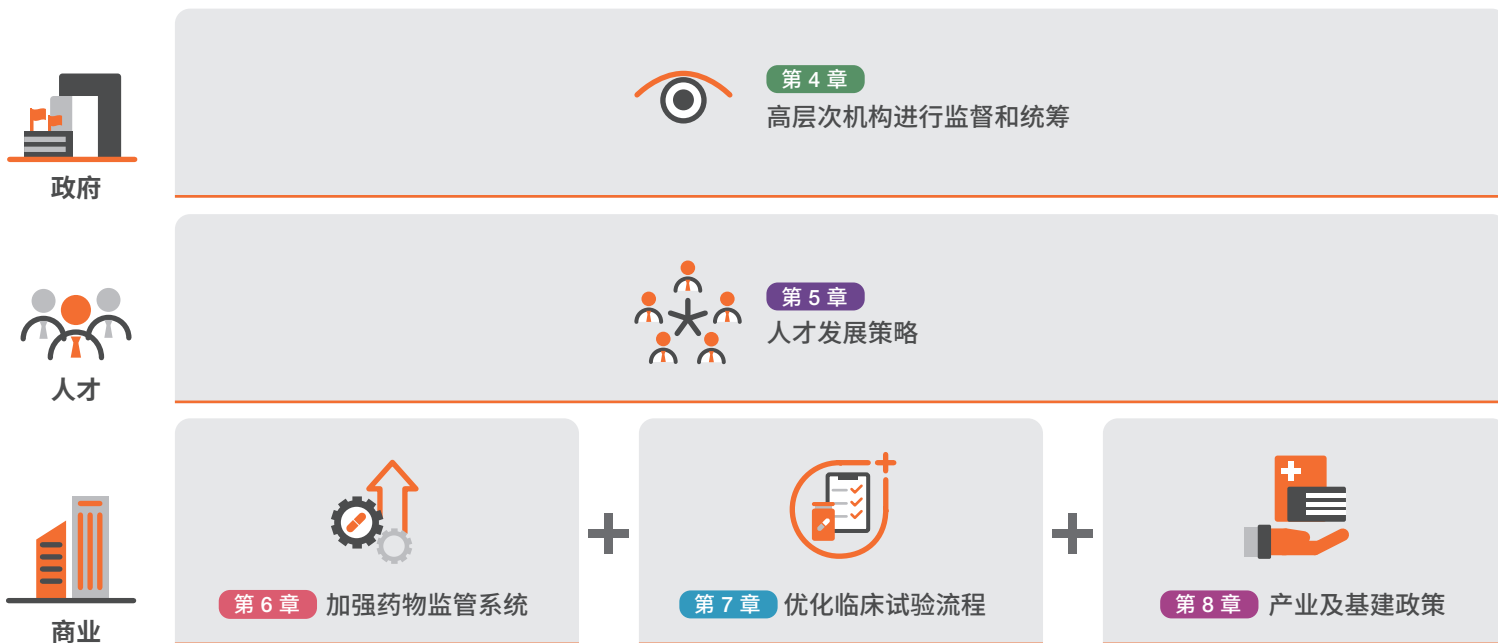 第 4 章
高层次机构进行监督和统筹
政府
第 5 章
人才发展策略
人才
第 6 章 加强药物监管系统
第 7 章 优化临床试验流程
第 8 章 产业及基建政策
商业